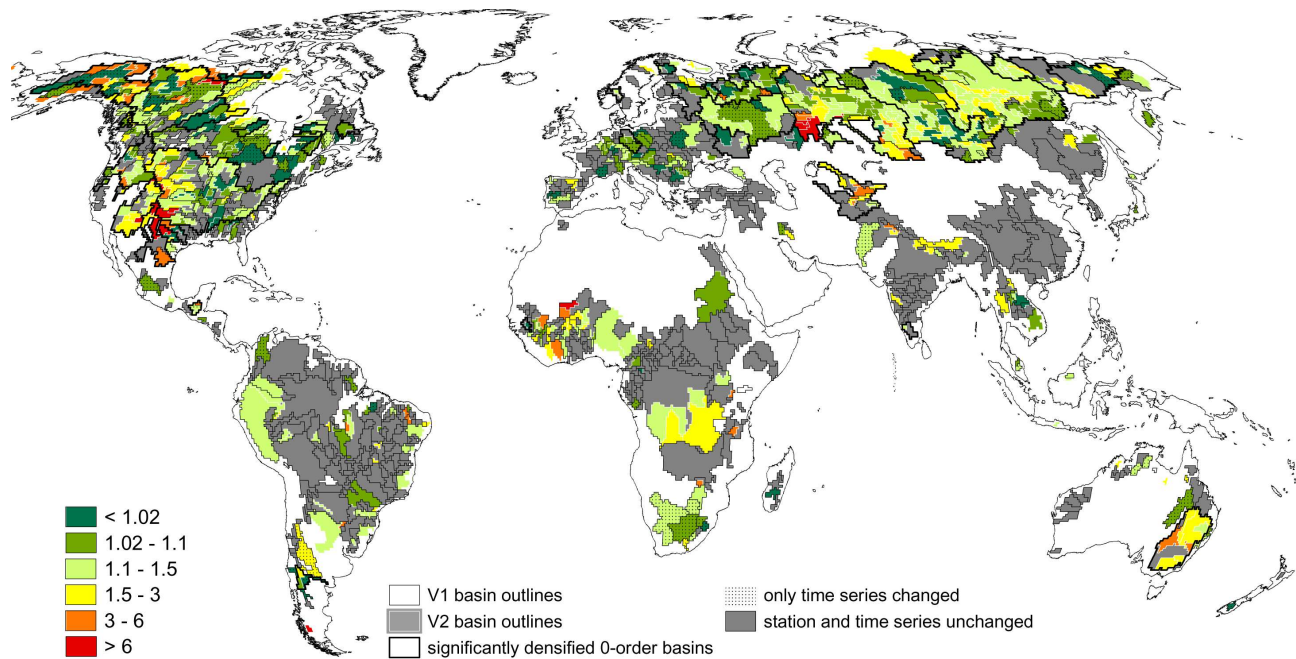 < 1.02
1.02 - 1.1
1.1 - 1.5
1.5 - 3
3 - 6
> 6
V1 basin outlines
V2 basin outlines
significantly densified 0-order basins
only time series changed
station and time series unchanged